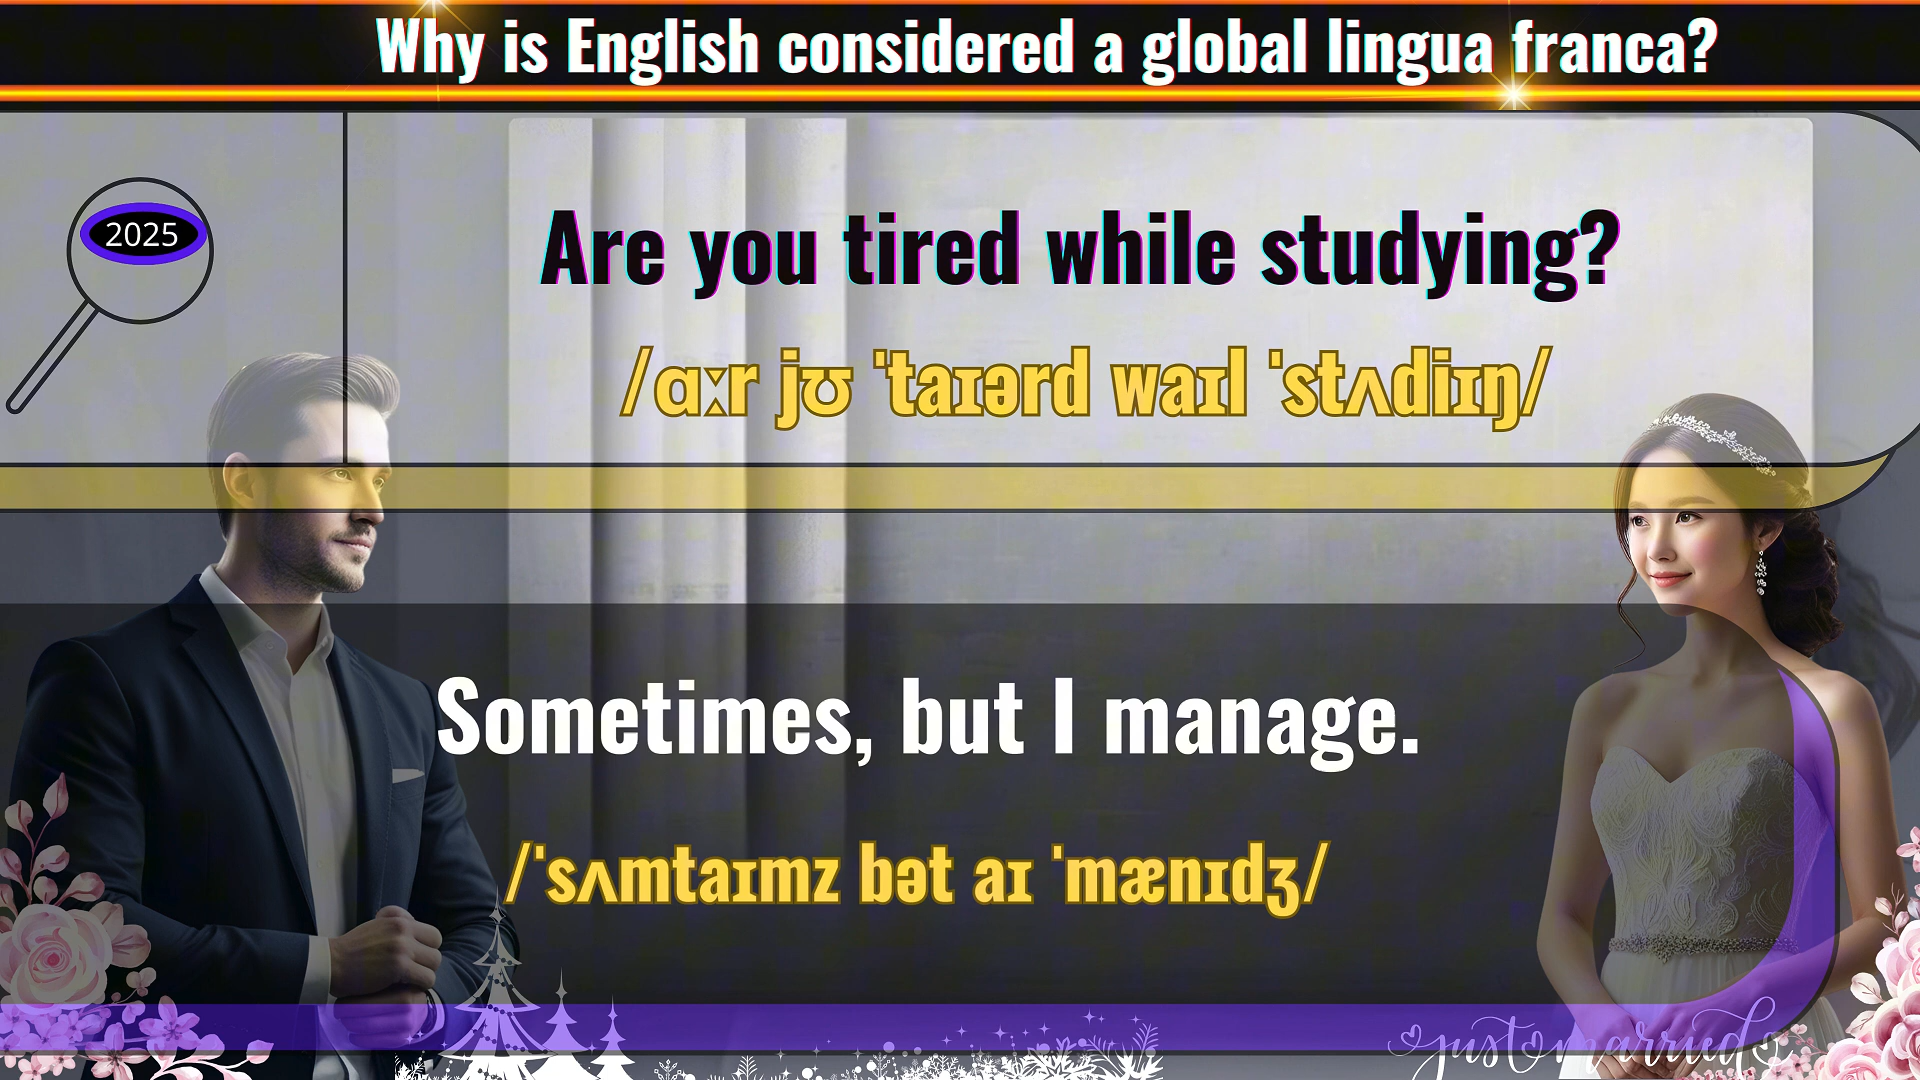 Why is English considered a global lingua franca?
2025
Are you tired while studying?
/ɑːr jʊ ˈtaɪərd waɪl ˈstʌdiɪŋ/
Sometimes, but I manage.
/ˈsʌmtaɪmz bət aɪ ˈmænɪdʒ/
just married